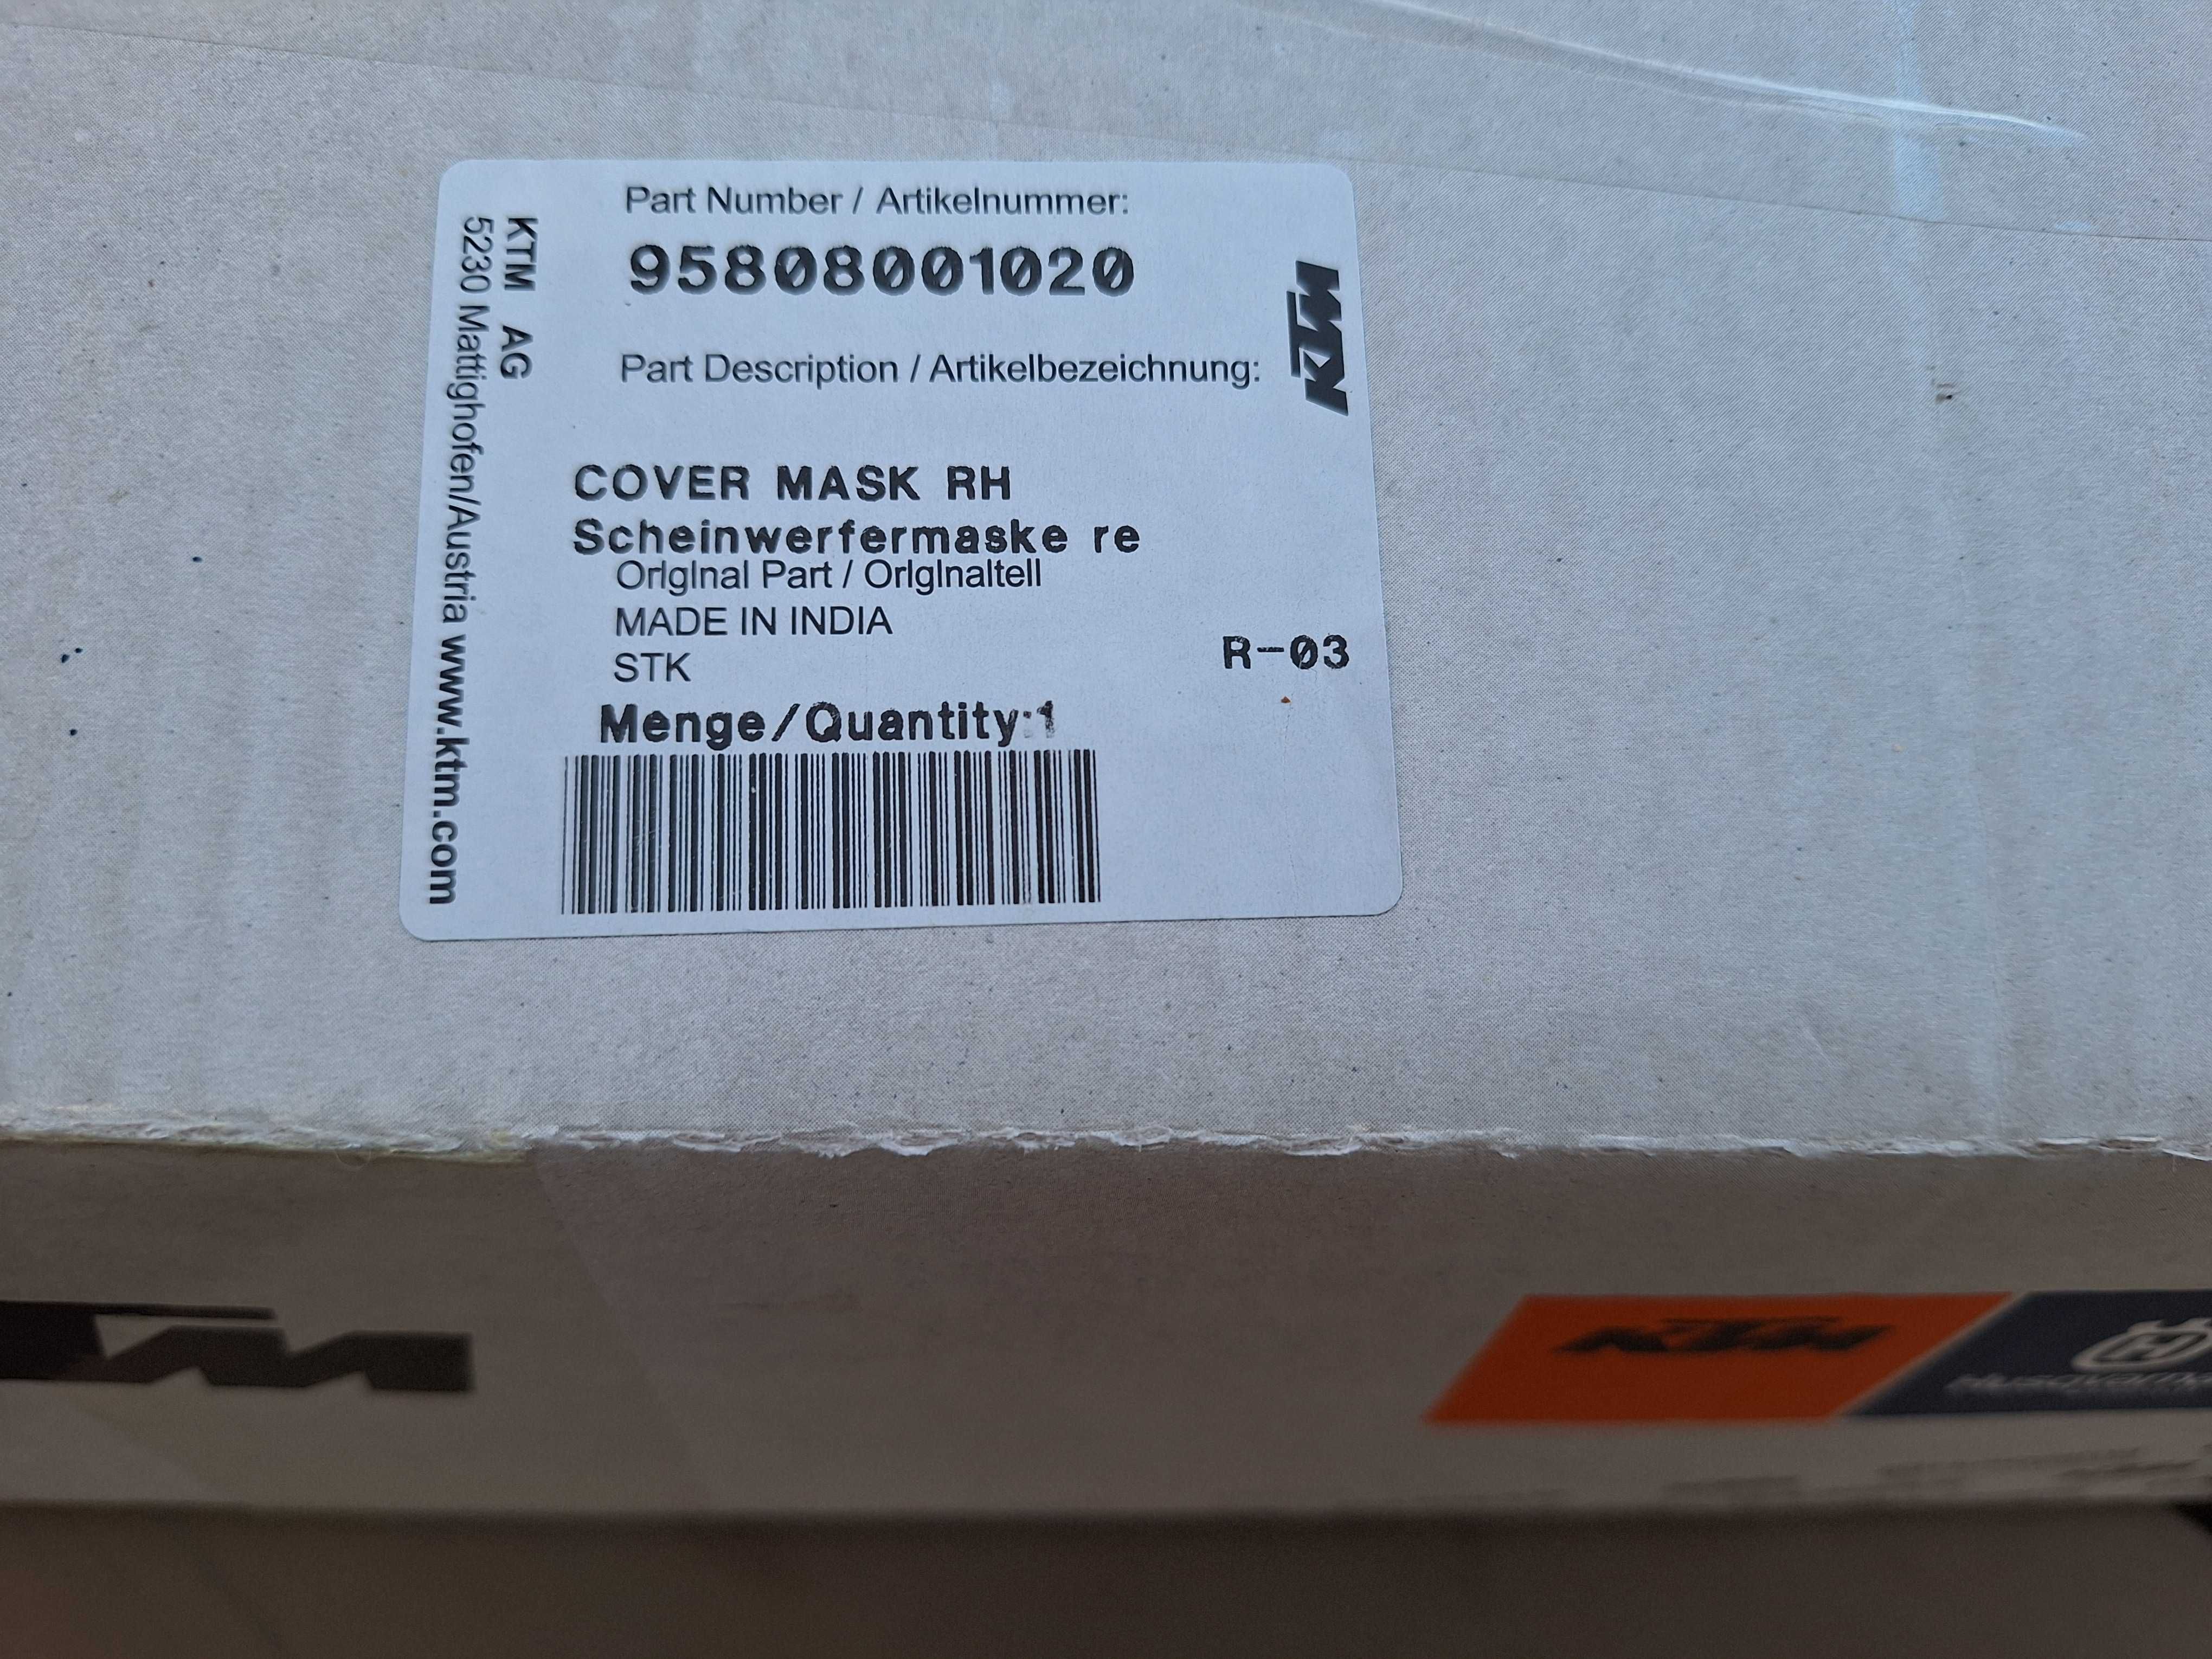 Part Number / Artikelnummer:
95808001020
Part Description / Artikelbezeichnung:
COVER MASK RH
Scheinwerfermaske re
Original Part / Originalteil
MADE IN INDIA
STK
R-03
Menge/Quantity:1
KTM AG
5230 Mattighofen/Austria www.ktm.com
KTM
KTM